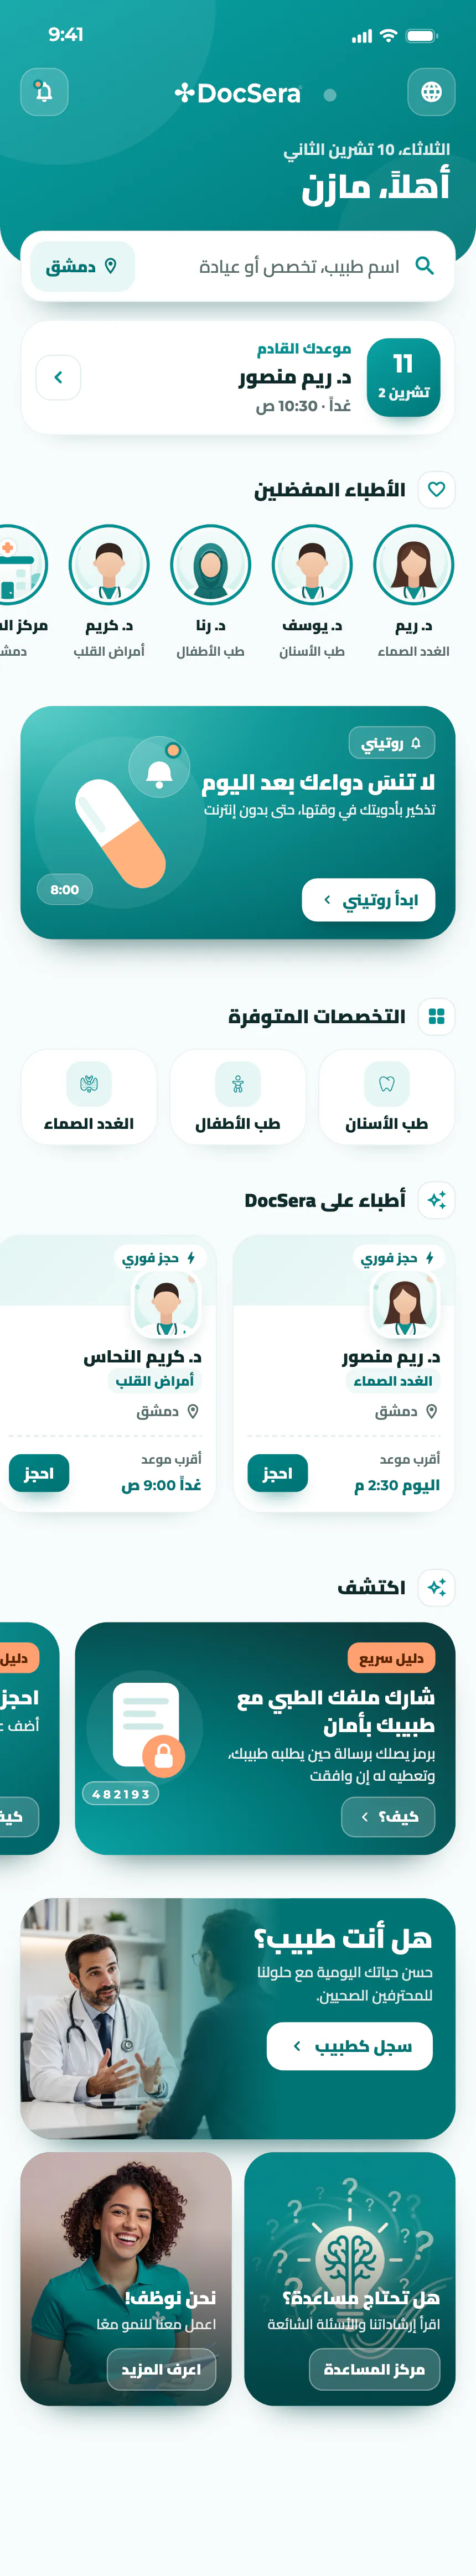 9:41
DocSera
الثلاثاء، 10 تشرين الثاني
أهلاً، مازن
اسم طبيب، تخصص أو عيادة
دمشق
11
تشرين 2
موعدك القادم
د. ريم منصور
غداً · 10:30 ص
الأطباء المفضلين
د. ريم
الغدد الصماء
د. يوسف
طب الأسنان
د. رنا
طب الأطفال
د. كريم
أمراض القلب
مركز
روتيني
لا تنسَ دواءك بعد اليوم
تذكير بأدويتك في وقتها، حتى بدون إنترنت
8:00
ابدأ روتيني
التخصصات المتوفرة
طب الأسنان
طب الأطفال
الغدد الصماء
أطباء على DocSera
حجز فوري
د. ريم منصور
الغدد الصماء
دمشق
أقرب موعد
اليوم 2:30 م
احجز
حجز فوري
د. كريم النحاس
أمراض القلب
دمشق
أقرب موعد
غداً 9:00 ص
احجز
اكتشف
دليل سريع
شارك ملفك الطبي مع
طبيبك بأمان
برمز يصلك برسالة حين يطلبه طبيبك،
وتعطيه له إن وافقت
482193
كيف؟
دليل
احجز
أضف
هل أنت طبيب؟
حسن حياتك اليومية مع حلولنا
للمحترفين الصحيين.
سجل كطبيب
هل تحتاج مساعدة؟
اقرأ إرشاداتنا والأسئلة الشائعة
مركز المساعدة
نحن نوظف!
اعمل معنا للنمو معًا
اعرف المزيد